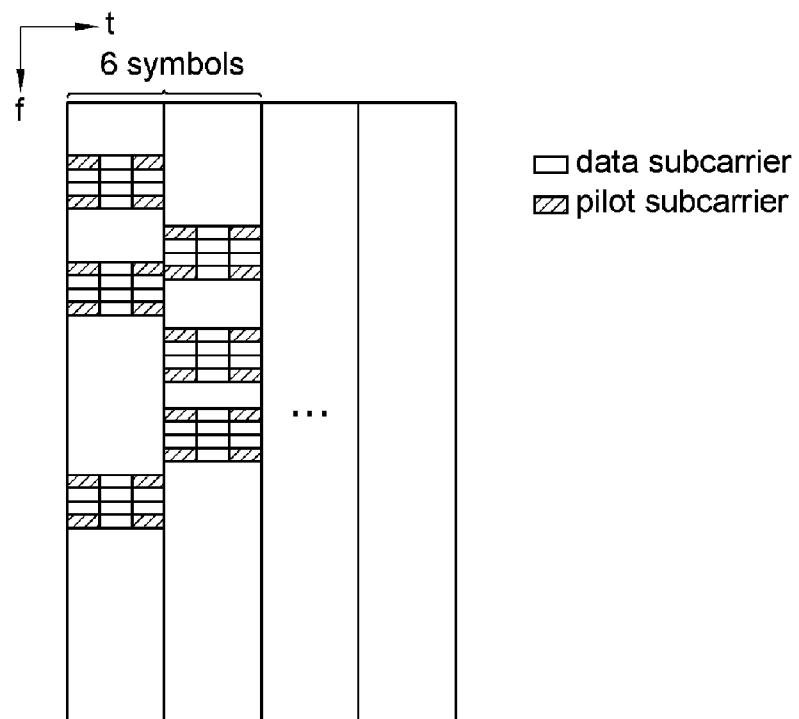 t
6 symbols
f
data subcarrier
pilot subcarrier
...